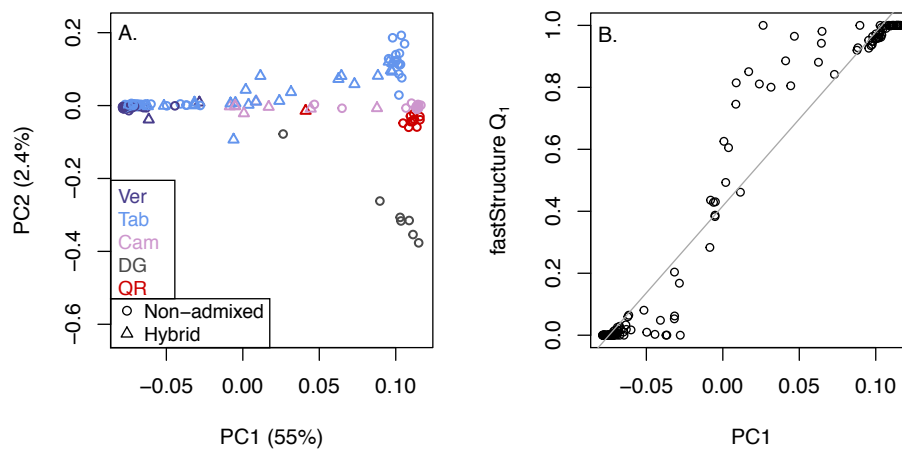 A.
0.2
0.0
−0.2
−0.4
−0.6
PC2 (2.4%)
Ver
Tab
Cam
DG
QR
Non−admixed
Hybrid
−0.05
0.00
0.05
0.10
PC1 (55%)
B.
1.0
0.8
0.6
0.4
0.2
0.0
fastStructure Q1
−0.05
0.00
0.05
0.10
PC1